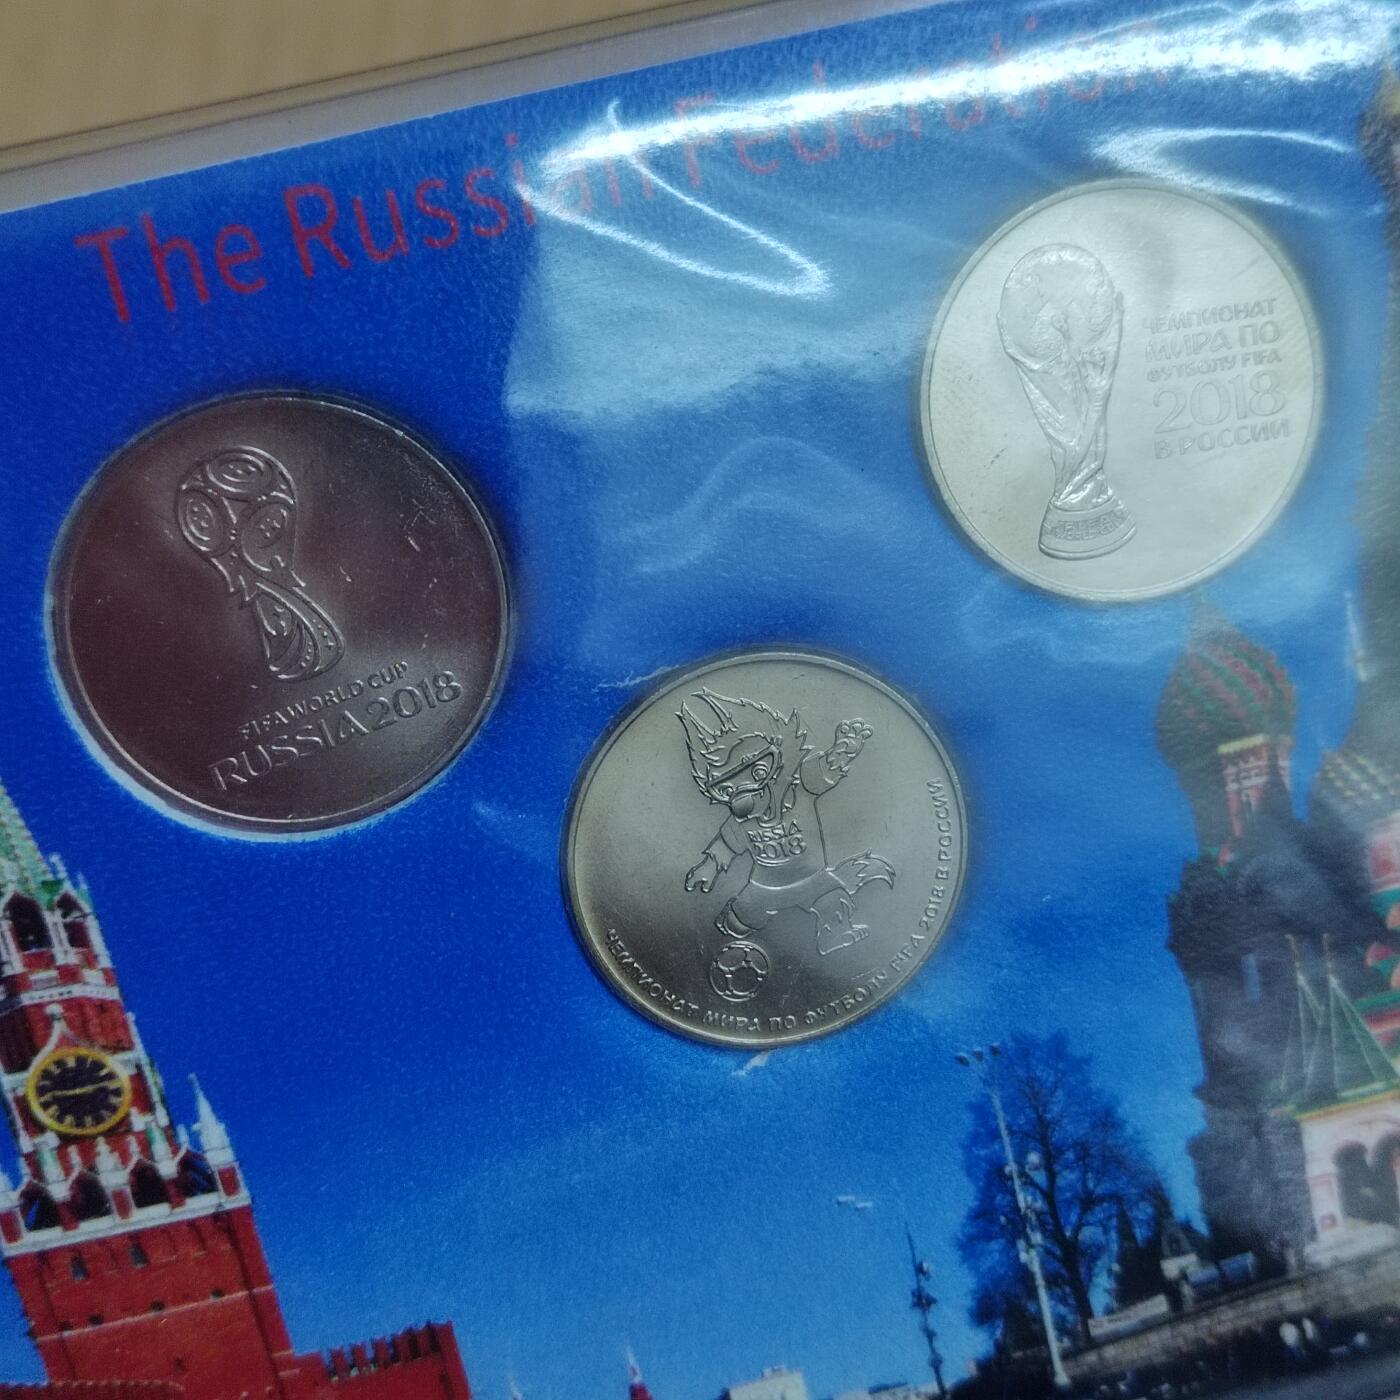 The Russian Federation
FIFA WORLD CUP
RUSSIA 2018
ЧЕМПИОНАТ
МИРА ПО
ФУТБОЛУ FIFA
2018
В РОССИИ
RUSSIA
2018
ЧЕМПИОНАТ МИРА ПО ФУТБОЛУ FIFA 2018 В РОССИИ